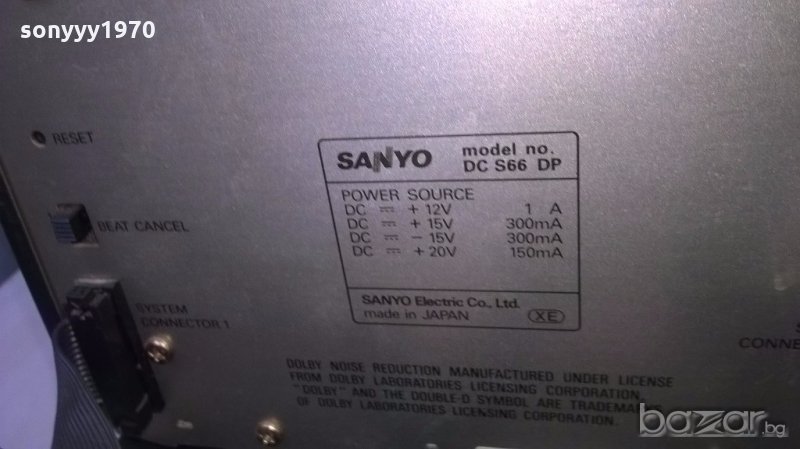 sonyyy1970
RESET
BEAT CANCEL
SYSTEM
CONNECTOR 1
SANYO
model no.
DC S66 DP
POWER SOURCE
DC ⎓ + 12V 1 A
DC ⎓ + 15V 300mA
DC ⎓ − 15V 300mA
DC ⎓ + 20V 150mA
SANYO Electric Co., Ltd.
made in JAPAN XE
DOLBY NOISE REDUCTION MANUFACTURED UNDER LICENSE
FROM DOLBY LABORATORIES LICENSING CORPORATION.
"DOLBY" AND THE DOUBLE-D SYMBOL ARE TRADEMA
OF DOLBY LABORATORIES LICENSING CORPORATION.
S
CONNE
bazar.bg